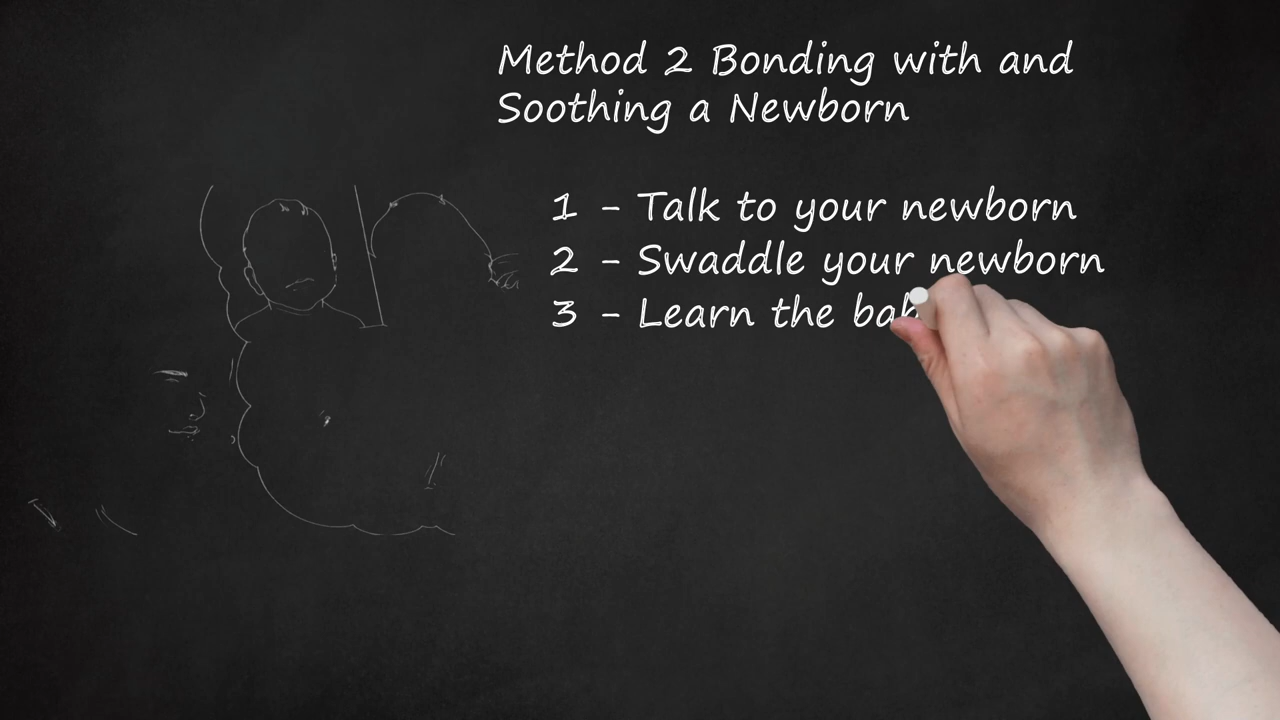 Method 2 Bonding with and
Soothing a Newborn
1 - Talk to your newborn
2 - Swaddle your newborn
3 - Learn the